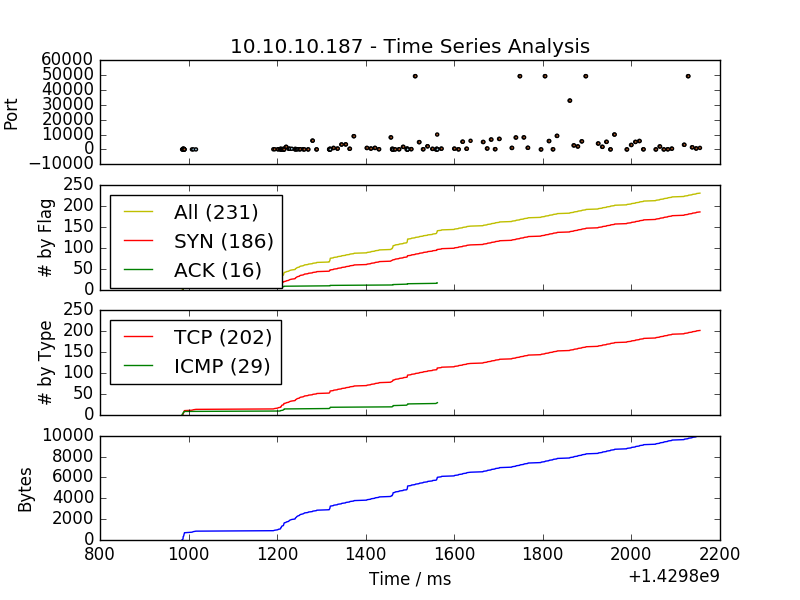 10.10.10.187 - Time Series Analysis
60000
50000
40000
30000
20000
10000
0
−10000
Port
250
200
150
100
50
0
# by Flag
All (231)
SYN (186)
ACK (16)
250
200
150
100
50
0
# by Type
TCP (202)
ICMP (29)
10000
8000
6000
4000
2000
0
Bytes
800 1000 1200 1400 1600 1800 2000 2200
Time / ms
+1.4298e9